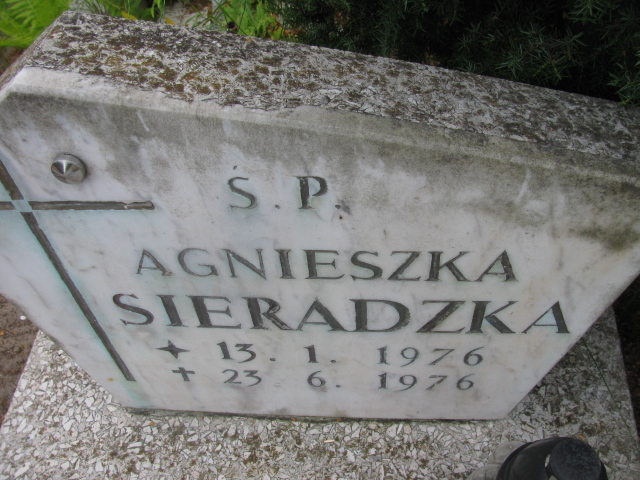 Ś.P.
AGNIESZKA
SIERADZKA
13.1.1976
23.6.1976